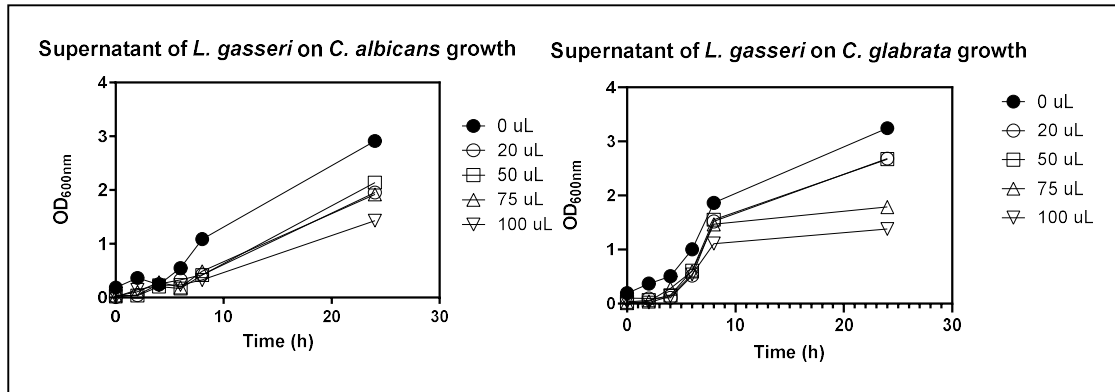 Supernatant of L. gasseri on C. albicans growth
4
3
2
1
0
OD600nm
0
10
20
30
Time (h)
0 uL
20 uL
50 uL
75 uL
100 uL
Supernatant of L. gasseri on C. glabrata growth
4
3
2
1
0
OD600nm
0
10
20
30
Time (h)
0 uL
20 uL
50 uL
75 uL
100 uL